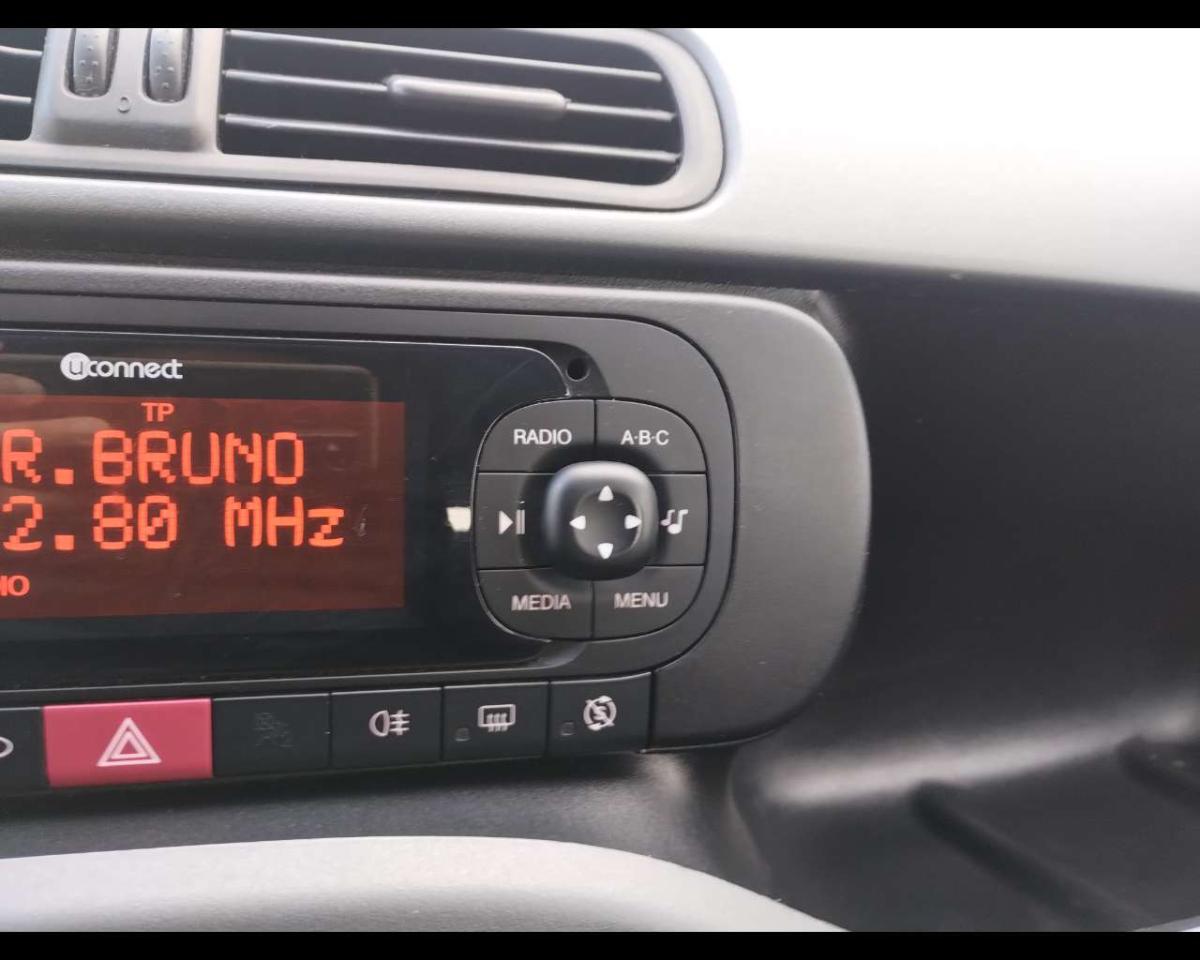 uconnect
TP
R.BRUNO
2.80 MHz
RADIO
A·B·C
MEDIA
MENU